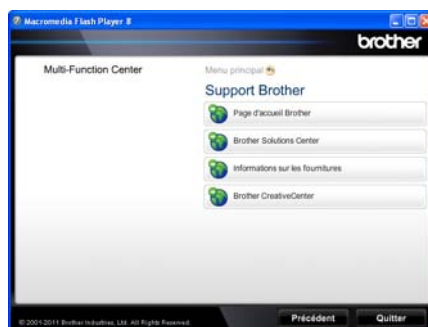 Macromedia Flash Player 8
brother
Multi-Function Center
Menu principal
Support Brother
Page d'accueil Brother
Brother Solutions Center
Informations sur les fournitures
Brother CreativeCenter
© 2001-2011 Brother Industries, Ltd. All Rights Reserved.
Précédent
Quitter